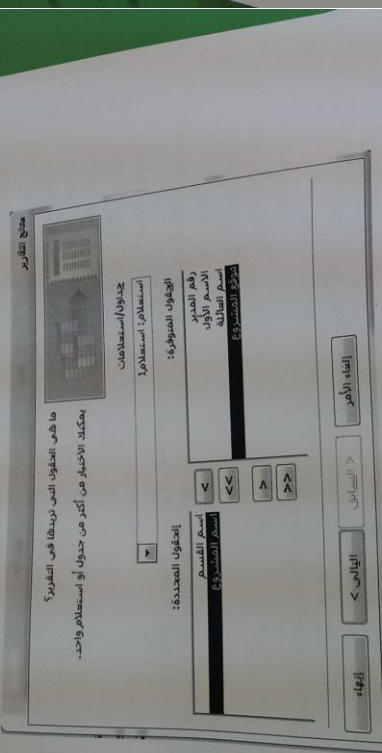 معالج التقارير
ما هي الحقول التي تريدها في التقرير؟
يمكنك الاختيار من أكثر من جدول أو استعلام واحد.
جداول/استعلامات
استعلام: استعلام1
الحقول المتوفرة:
الحقول المحددة:
رقم المدير
الاسم الأول
اسم العائلة
موقع المشروع
>
>>
<
<<
اسم القسم
اسم المشروع
إلغاء الأمر
< السابق
التالي >
إنهاء